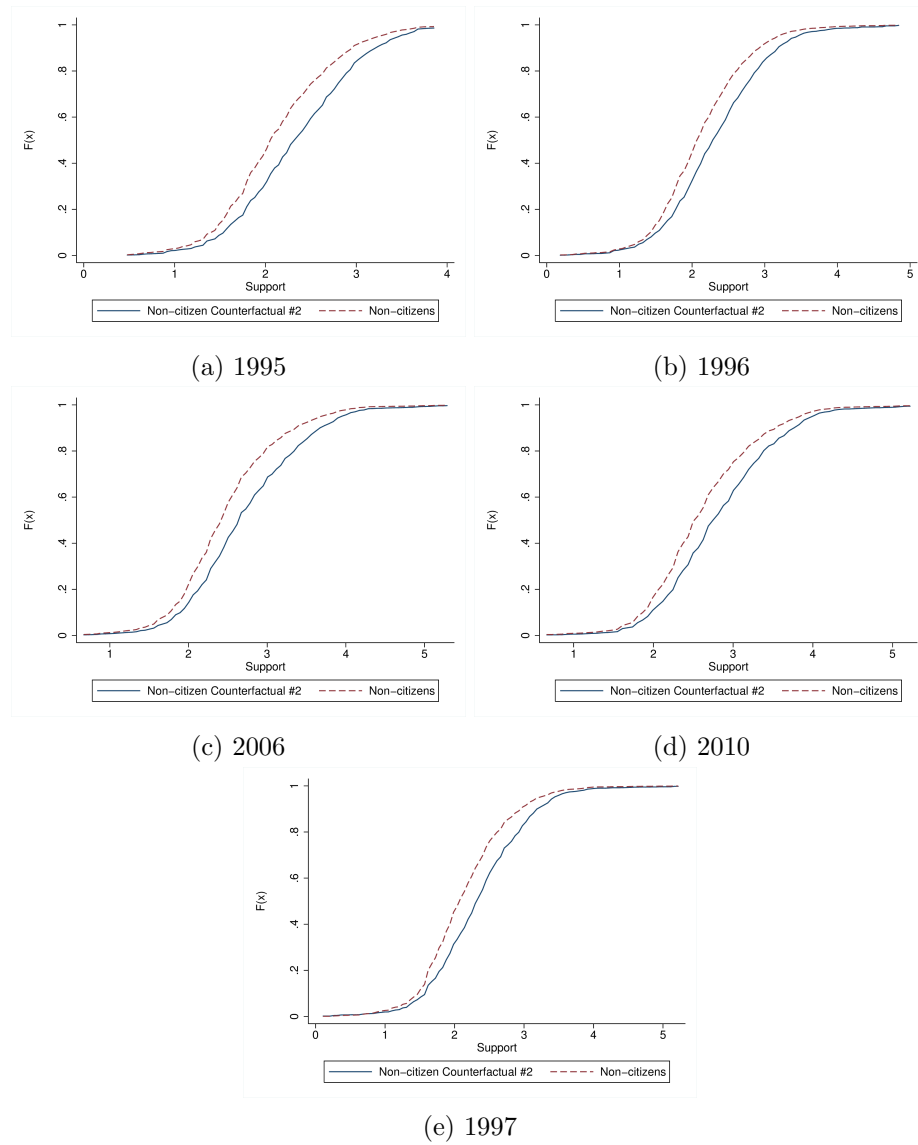 1
.8
.6
F(x)
.4
.2
0
0 1 2 3 4
Support
Non-citizen Counterfactual #2 Non-citizens
(a) 1995
1
.8
.6
F(x)
.4
.2
0
0 1 2 3 4 5
Support
Non-citizen Counterfactual #2 Non-citizens
(b) 1996
1
.8
.6
F(x)
.4
.2
0
1 2 3 4 5
Support
Non-citizen Counterfactual #2 Non-citizens
(c) 2006
1
.8
.6
F(x)
.4
.2
0
1 2 3 4 5
Support
Non-citizen Counterfactual #2 Non-citizens
(d) 2010
1
.8
.6
F(x)
.4
.2
0
0 1 2 3 4 5
Support
Non-citizen Counterfactual #2 Non-citizens
(e) 1997